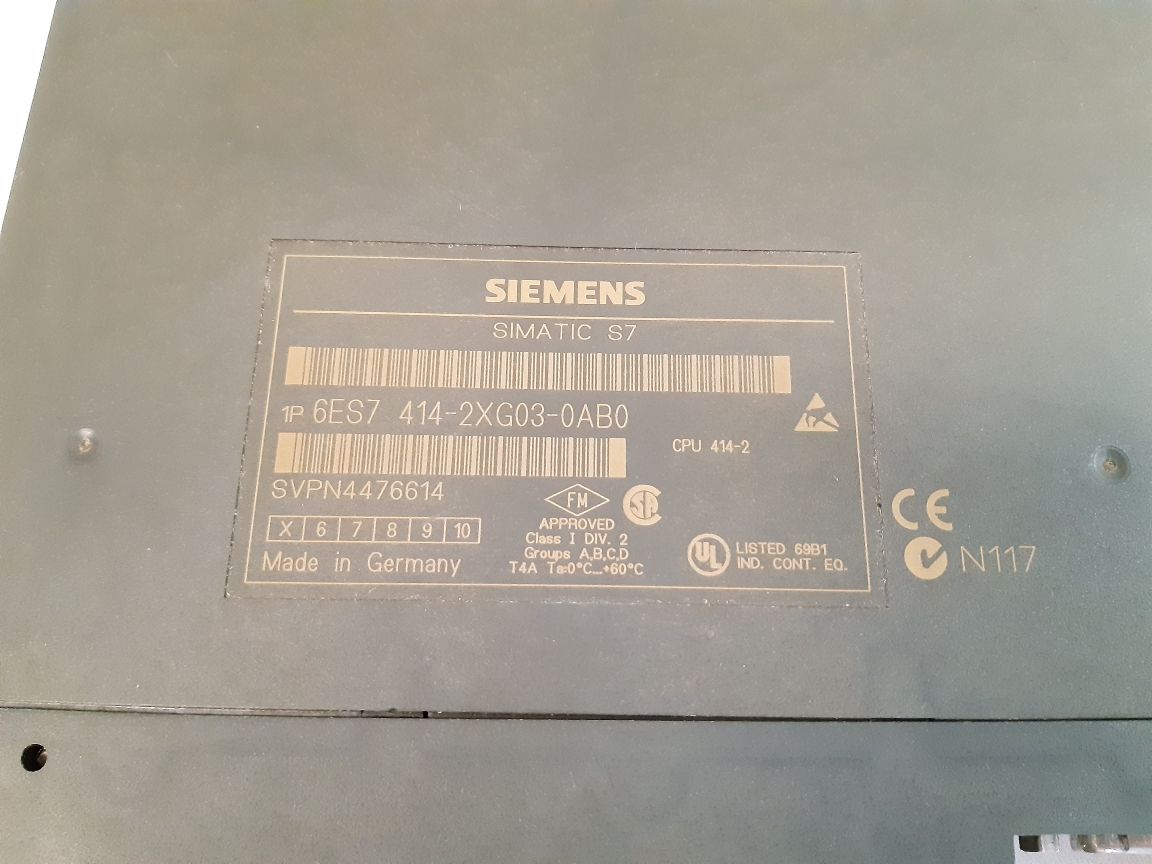 SIEMENS
SIMATIC S7
1P 6ES7 414-2XG03-0AB0
CPU 414-2
SVPN4476614
X 6 7 8 9 10
Made in Germany
FM
APPROVED
Class I DIV. 2
Groups A,B,C,D
T4A Ta:0°C...+60°C
SA
UL
LISTED 69B1
IND. CONT. EQ.
CE
N117